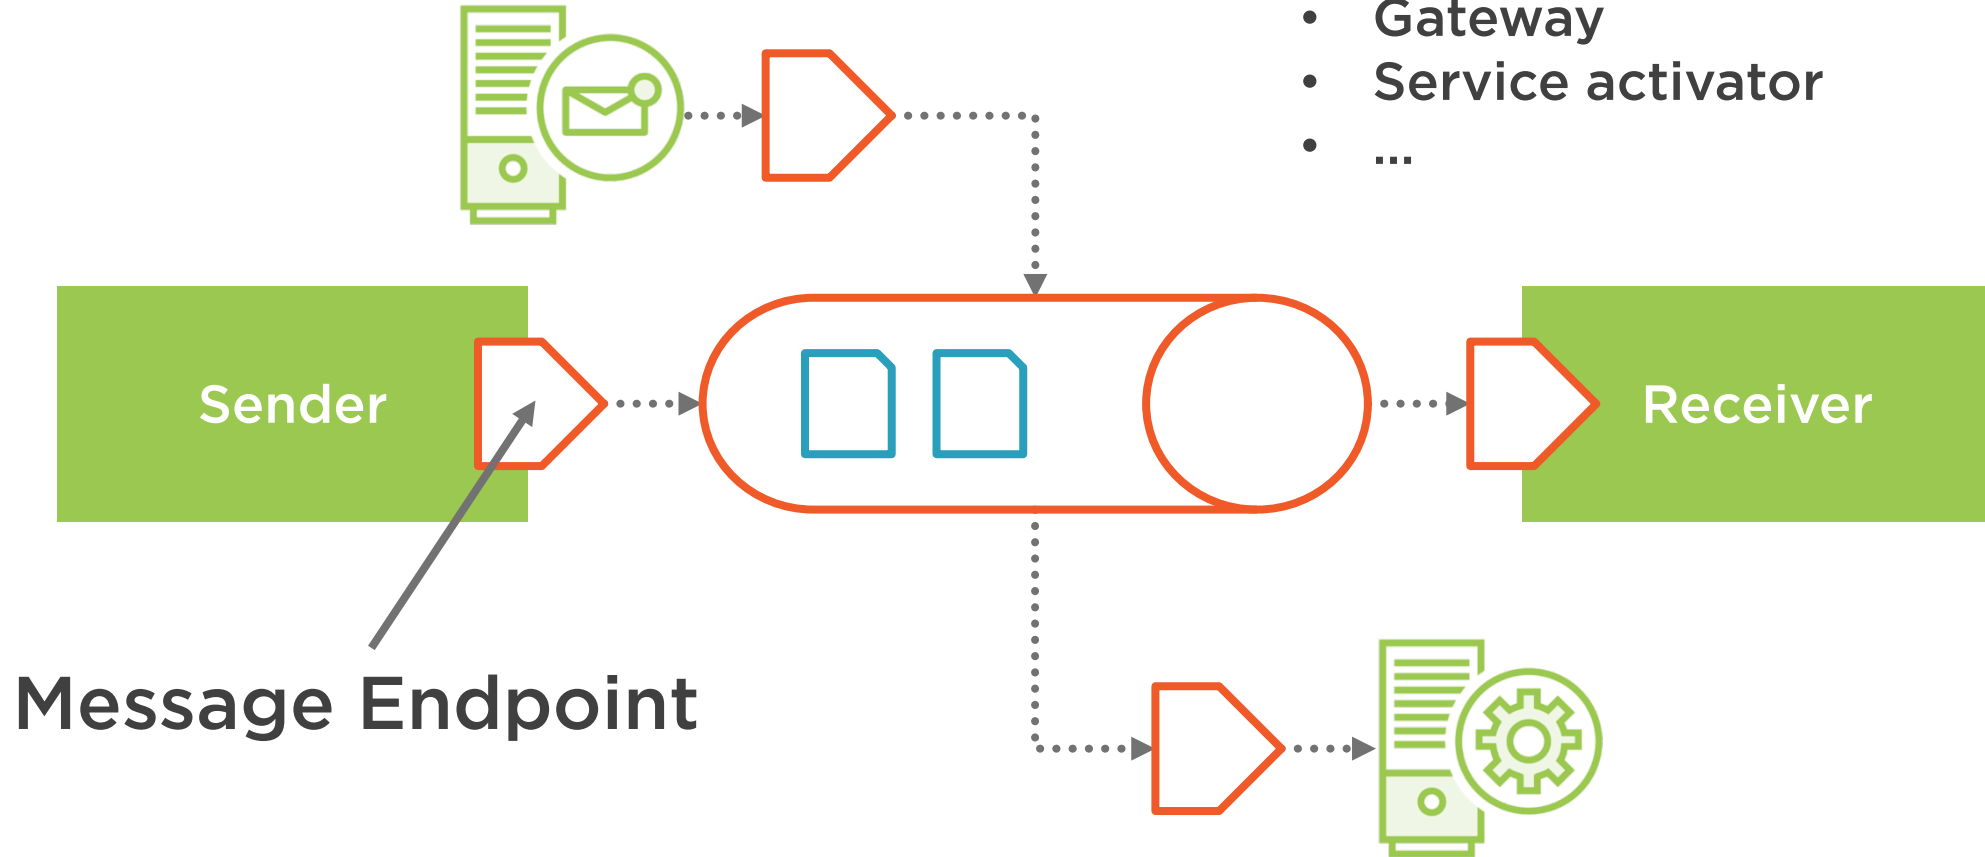 • Gateway
• Service activator
• ...
Sender
Receiver
Message Endpoint